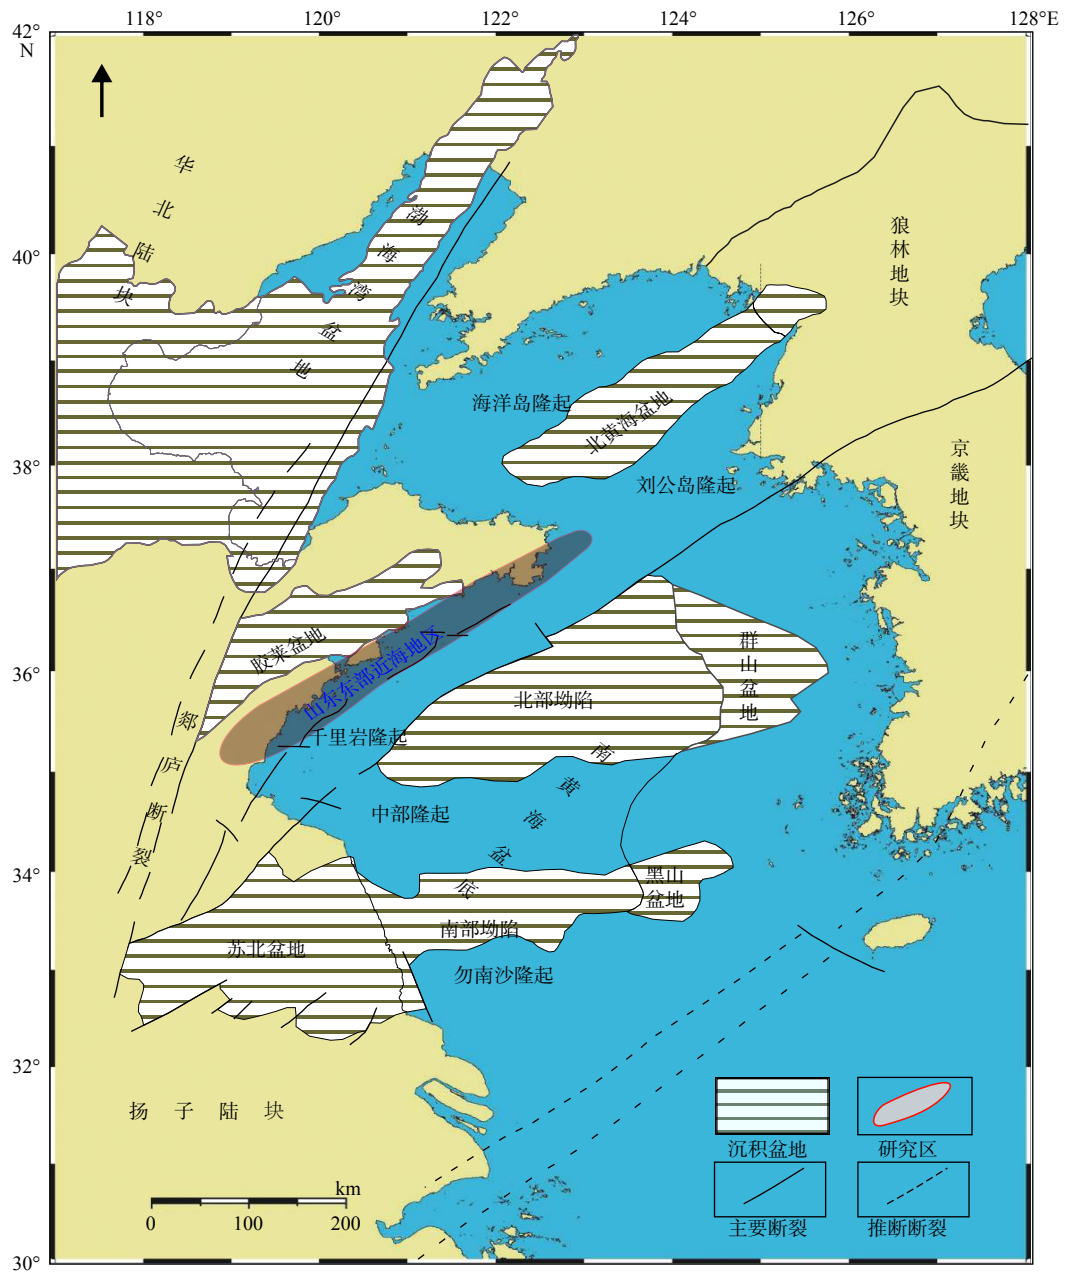 118°
120°
122°
124°
126°
128°E
42°
N
40°
38°
36°
34°
32°
30°
华北陆块
渤海湾盆地
狼林地块
海洋岛隆起
北黄海盆地
刘公岛隆起
京畿地块
胶莱盆地
山东东部近海地区
群山盆地
北部坳陷
千里岩隆起
郯庐断裂
南黄海盆底
中部隆起
黑山
盆地
南部坳陷
苏北盆地
勿南沙隆起
扬子陆块
沉积盆地
研究区
主要断裂
推断断裂
km
0
100
200